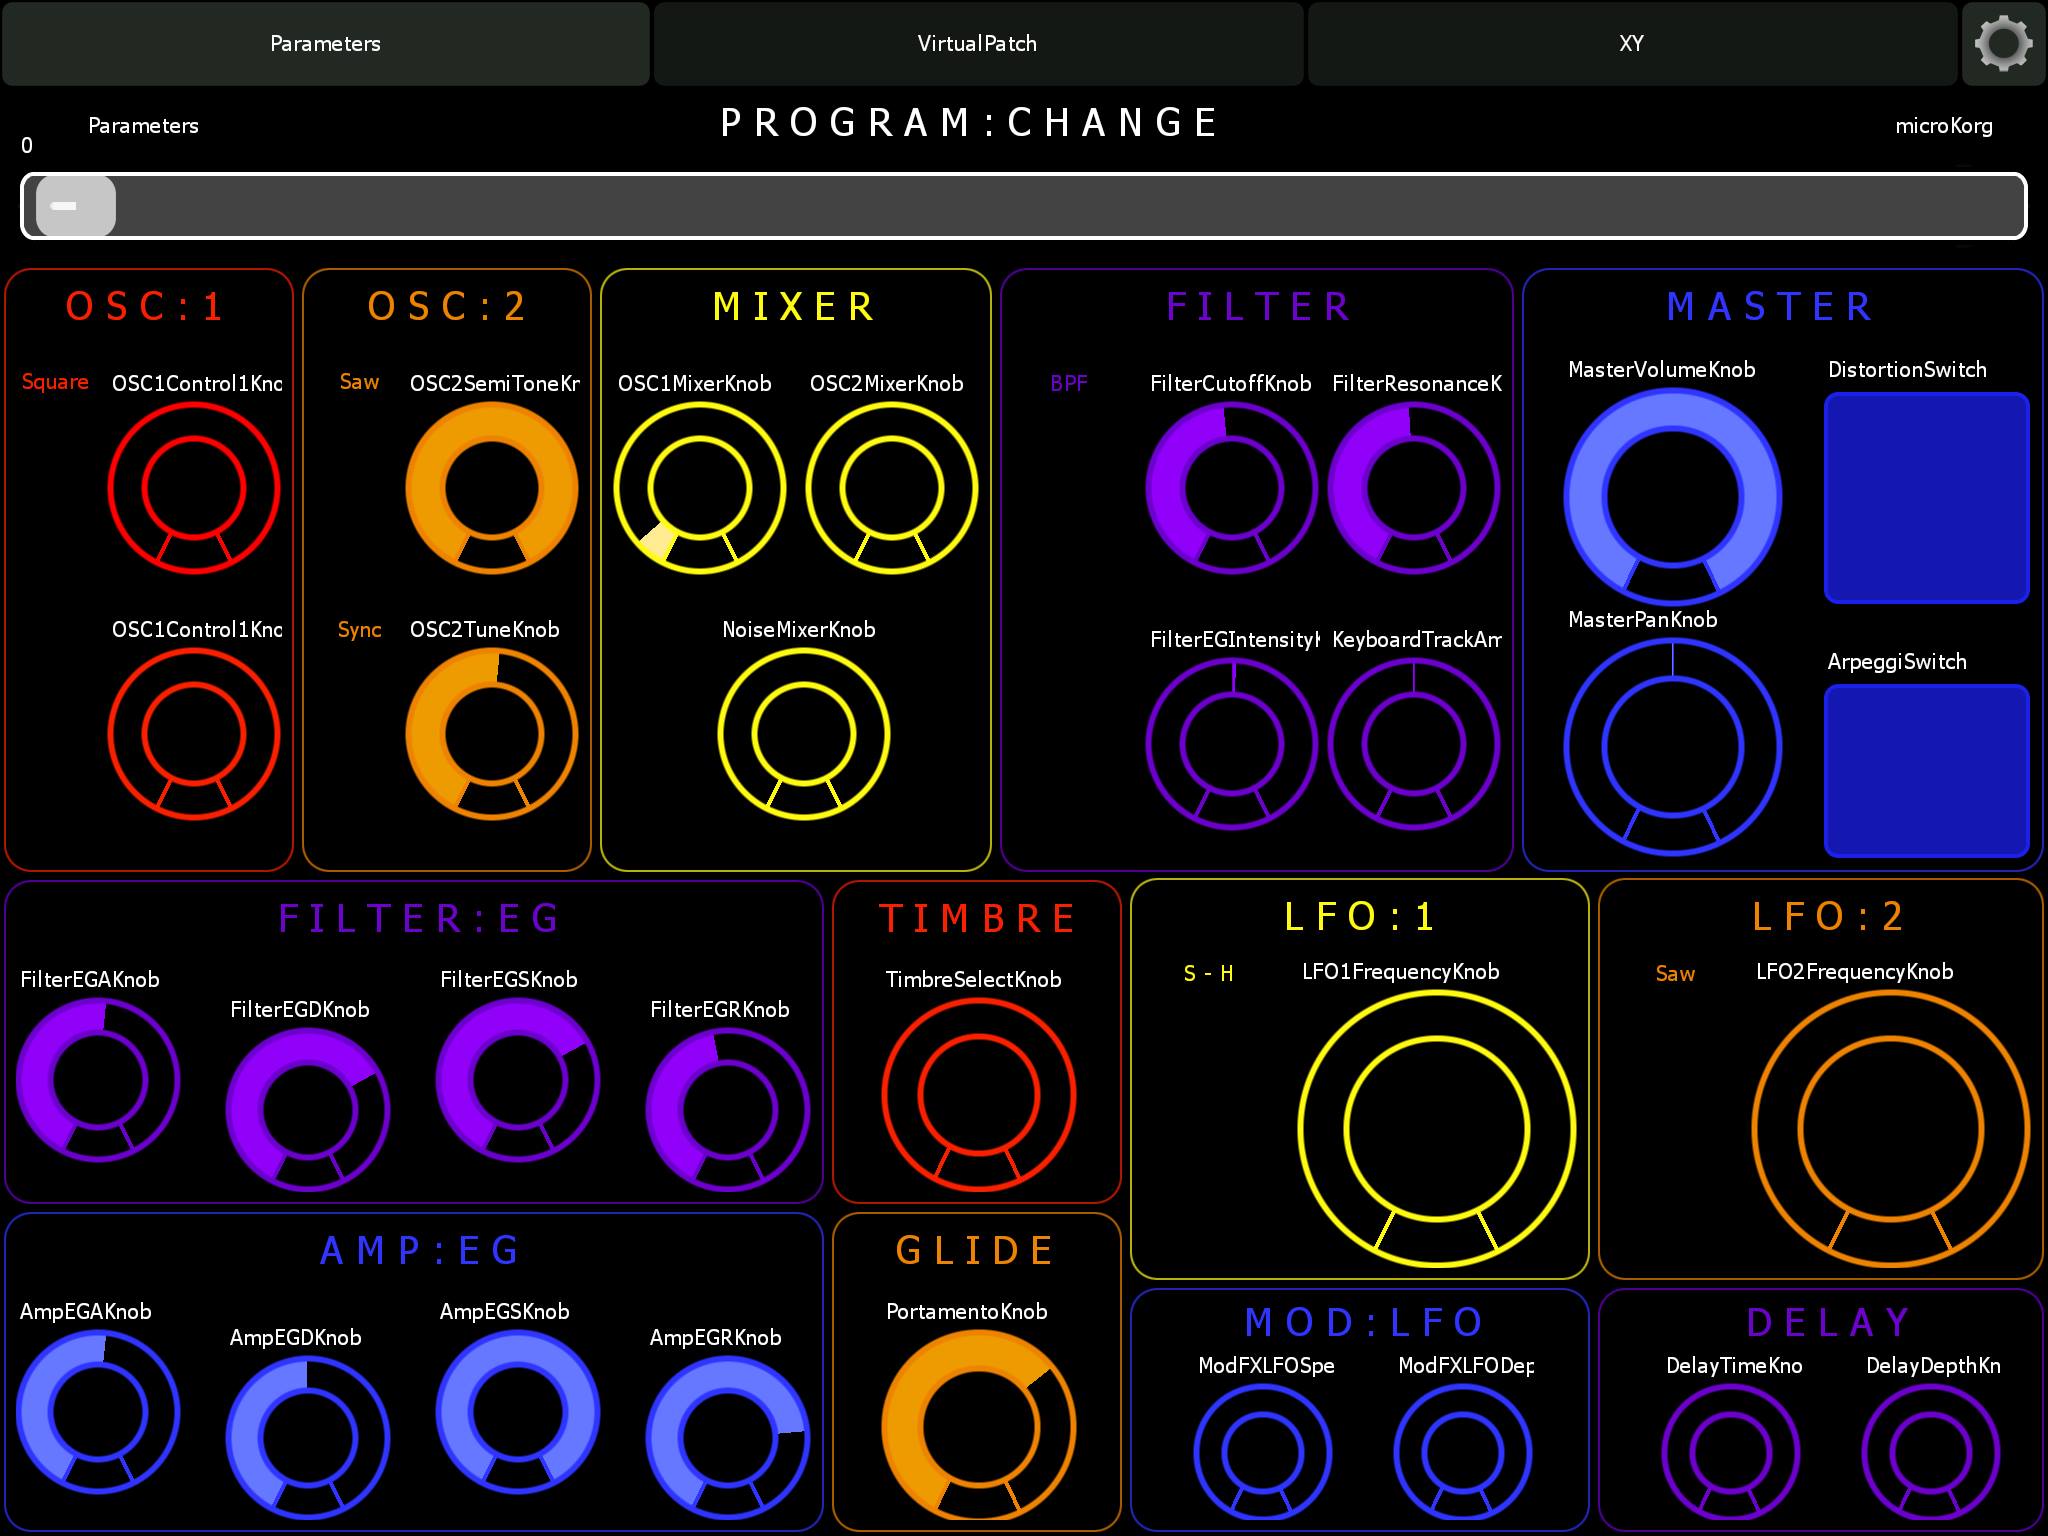 Parameters
VirtualPatch
XY
Parameters
PROGRAM:CHANGE
microKorg
0
OSC:1
Square
OSC1Control1Kno
OSC1Control1Kno
OSC:2
Saw
OSC2SemiToneKr
Sync
OSC2TuneKnob
MIXER
OSC1MixerKnob
OSC2MixerKnob
NoiseMixerKnob
FILTER
BPF
FilterCutoffKnob
FilterResonanceK
FilterEGIntensityK
KeyboardTrackAm
MASTER
MasterVolumeKnob
DistortionSwitch
MasterPanKnob
ArpeggiSwitch
FILTER:EG
FilterEGAKnob
FilterEGDKnob
FilterEGSKnob
FilterEGRKnob
TIMBRE
TimbreSelectKnob
LFO:1
S - H
LFO1FrequencyKnob
LFO:2
Saw
LFO2FrequencyKnob
AMP:EG
AmpEGAKnob
AmpEGDKnob
AmpEGSKnob
AmpEGRKnob
GLIDE
PortamentoKnob
MOD:LFO
ModFXLFOSpe
ModFXLFODep
DELAY
DelayTimeKno
DelayDepthKn